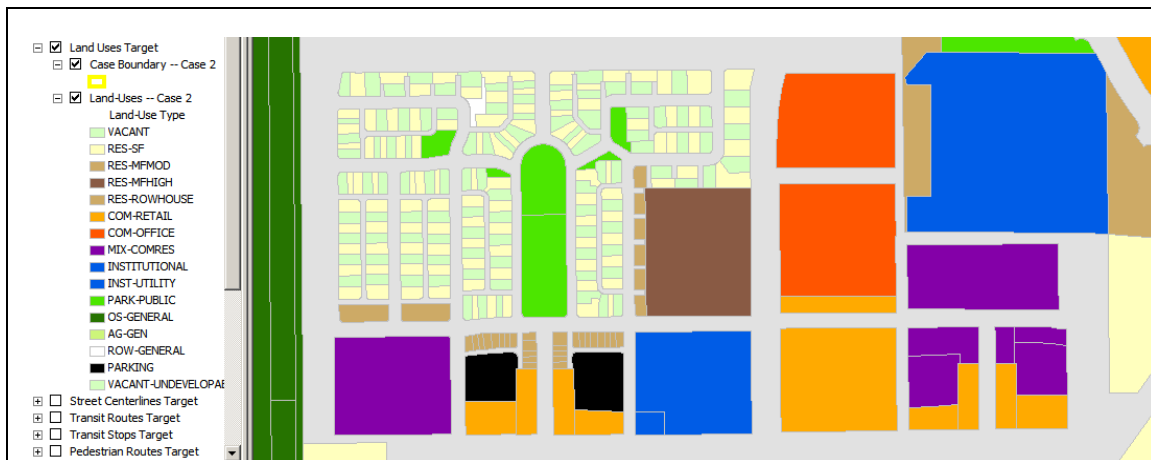 Land Uses Target
Case Boundary -- Case 2
Land-Uses -- Case 2
Land-Use Type
VACANT
RES-SF
RES-MFMOD
RES-MFHIGH
RES-ROWHOUSE
COM-RETAIL
COM-OFFICE
MIX-COMRES
INSTITUTIONAL
INST-UTILITY
PARK-PUBLIC
OS-GENERAL
AG-GEN
ROW-GENERAL
PARKING
VACANT-UNDEVELOPAE
Street Centerlines Target
Transit Routes Target
Transit Stops Target
Pedestrian Routes Target